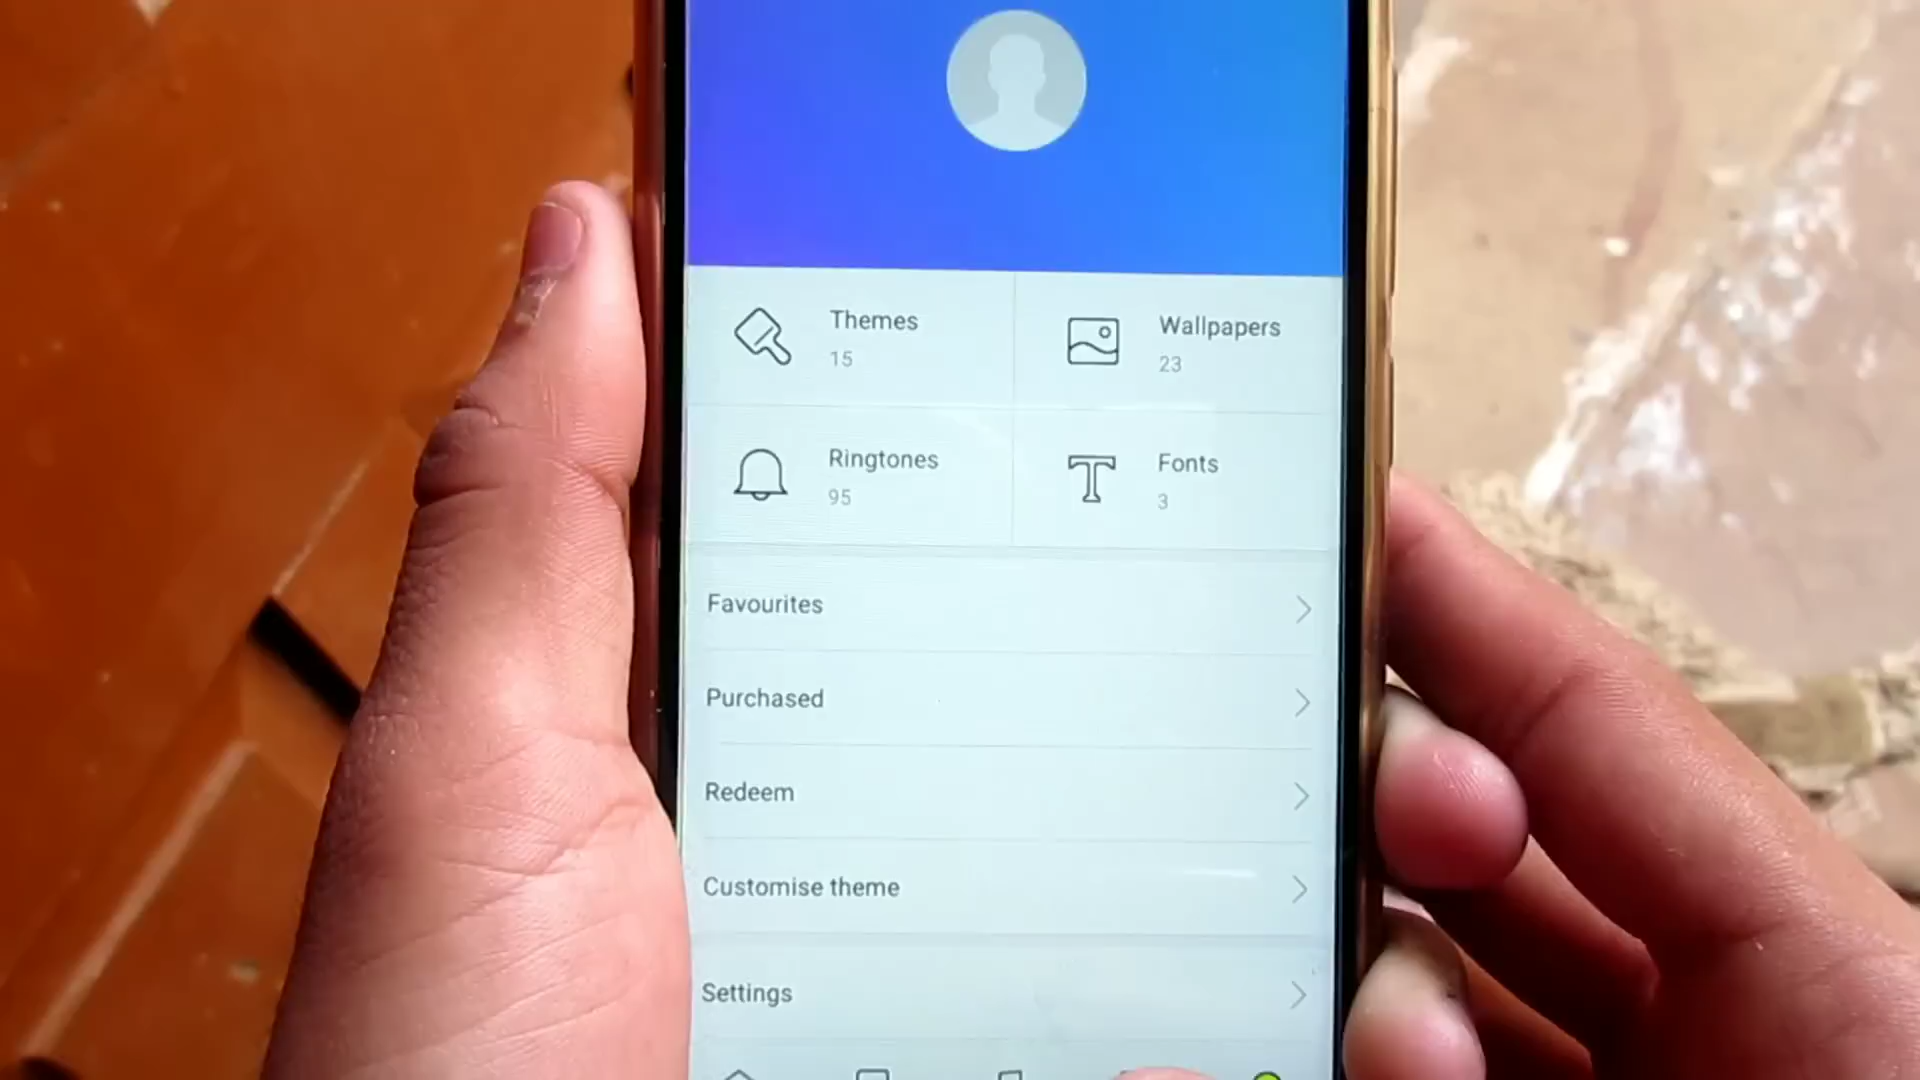 Themes
15
Wallpapers
23
Ringtones
95
Fonts
3
Favourites
Purchased
Redeem
Customise theme
Settings